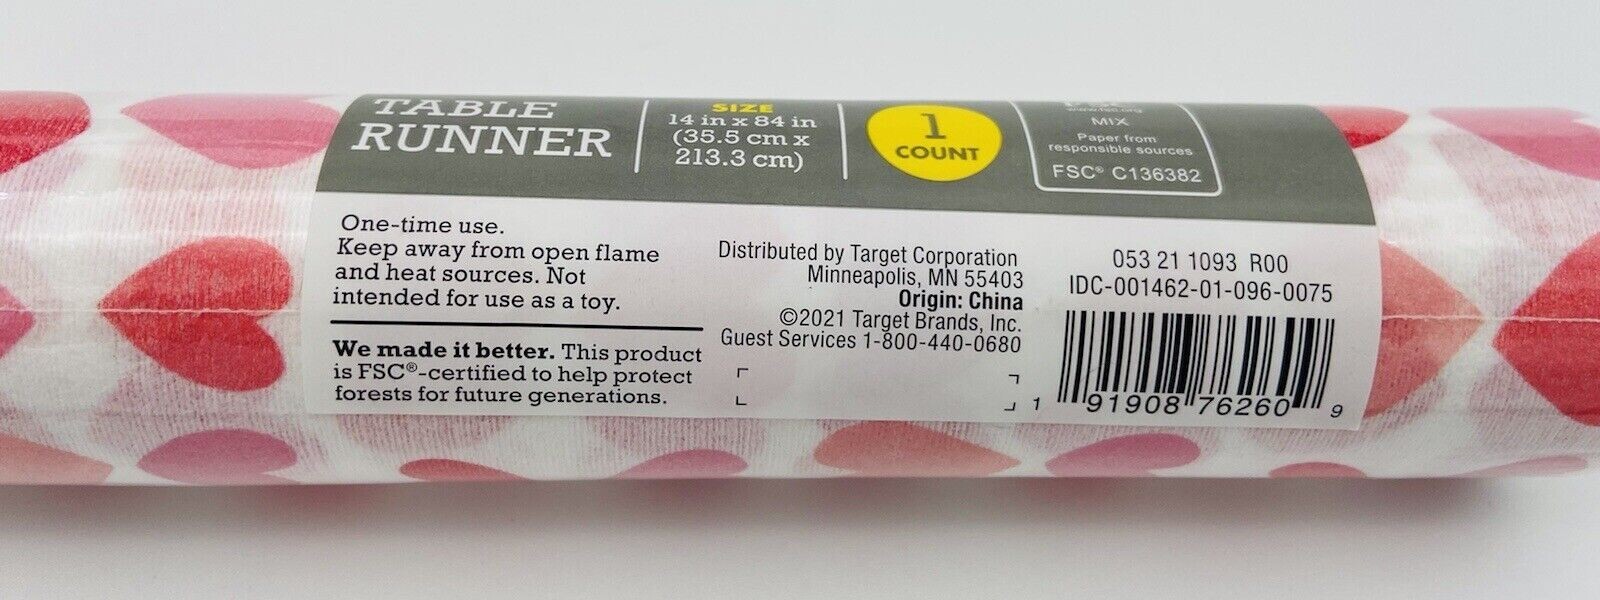 TABLE
RUNNER
SIZE
14 in x 84 in
(35.5 cm x
213.3 cm)
1
COUNT
www.fsc.org
MIX
Paper from
responsible sources
FSC® C136382
One-time use.
Keep away from open flame
and heat sources. Not
intended for use as a toy.
We made it better. This product
is FSC®-certified to help protect
forests for future generations.
Distributed by Target Corporation
Minneapolis, MN 55403
Origin: China
©2021 Target Brands, Inc.
Guest Services 1-800-440-0680
053 21 1093 R00
IDC-001462-01-096-0075
1 91908 76260 9